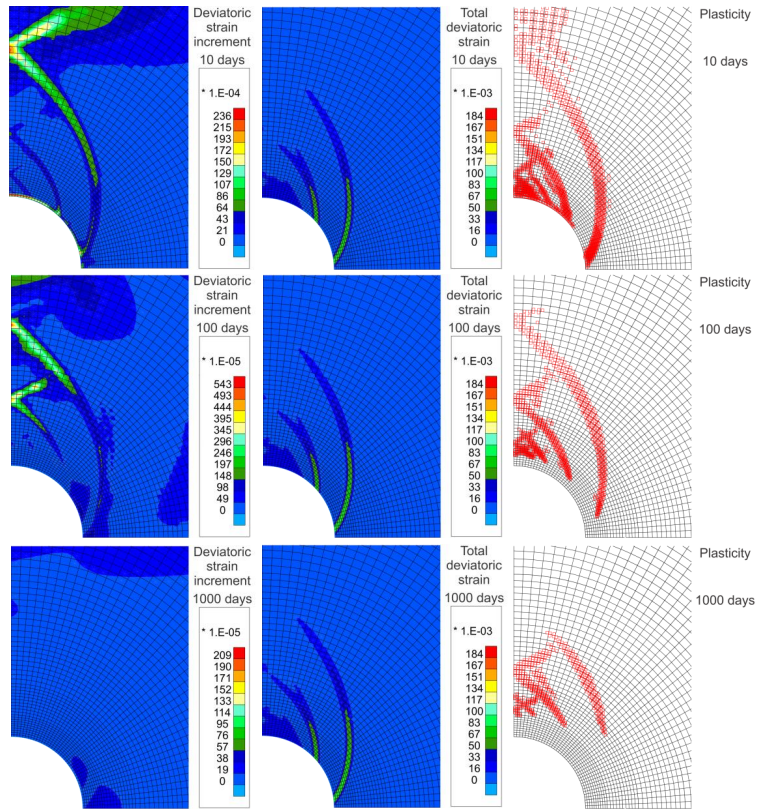 Deviatoric
strain
increment
10 days
* 1.E-04
236
215
193
172
150
129
107
86
64
43
21
0
Total
deviatoric
strain
10 days
* 1.E-03
184
167
151
134
117
100
83
67
50
33
16
0
Plasticity
10 days
Deviatoric
strain
increment
100 days
* 1.E-05
543
493
444
395
345
296
246
197
148
98
49
0
Total
deviatoric
strain
100 days
* 1.E-03
184
167
151
134
117
100
83
67
50
33
16
0
Plasticity
100 days
Deviatoric
strain
increment
1000 days
* 1.E-05
209
190
171
152
133
114
95
76
57
38
19
0
Total
deviatoric
strain
1000 days
* 1.E-03
184
167
151
134
117
100
83
67
50
33
16
0
Plasticity
1000 days